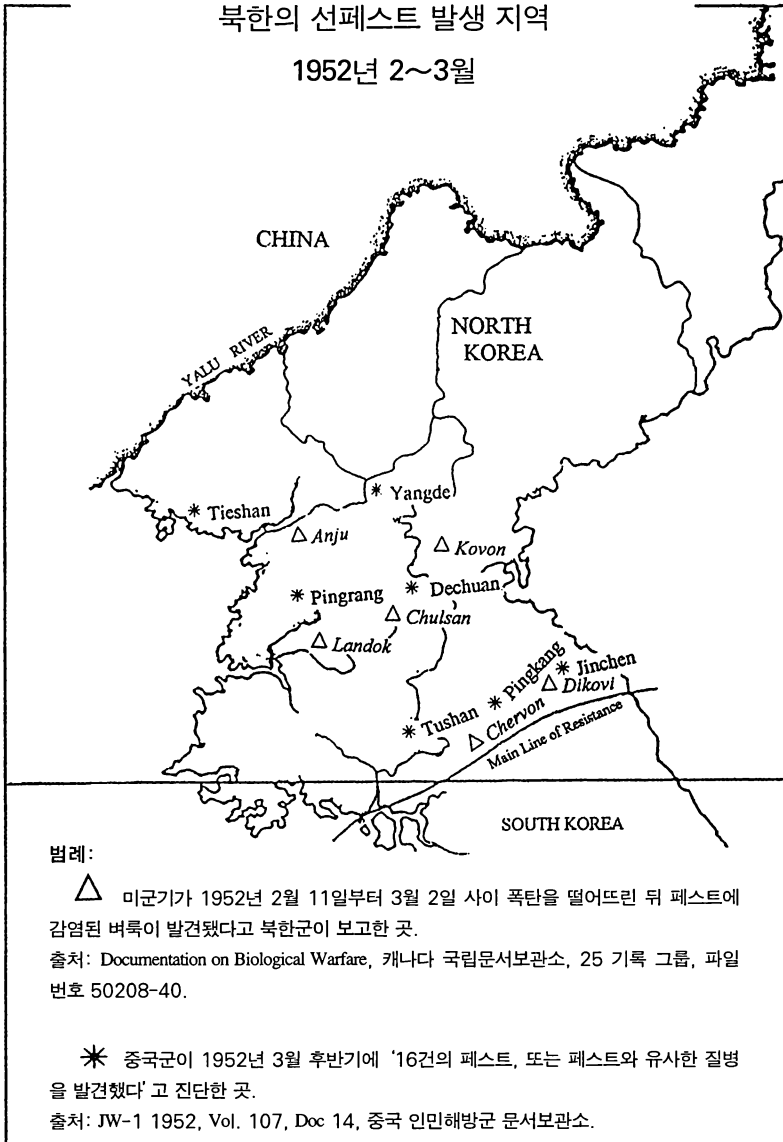 북한의 선페스트 발생 지역
1952년 2～3월
CHINA
NORTH
KOREA
YALU RIVER
Tieshan
Yangde
Anju
Kovon
Pingrang
Dechuan
Chulsan
Landok
Pingkang
Jinchen
Dikovi
Tushan
Chervon
Main Line of Resistance
SOUTH KOREA
범례:
△ 미군기가 1952년 2월 11일부터 3월 2일 사이 폭탄을 떨어뜨린 뒤 페스트에
감염된 벼룩이 발견됐다고 북한군이 보고한 곳.
출처: Documentation on Biological Warfare, 캐나다 국립문서보관소, 25 기록 그룹, 파일
번호 50208-40.
✳ 중국군이 1952년 3월 후반기에 '16건의 페스트, 또는 페스트와 유사한 질병
을 발견했다' 고 진단한 곳.
출처: JW-1 1952, Vol. 107, Doc 14, 중국 인민해방군 문서보관소.